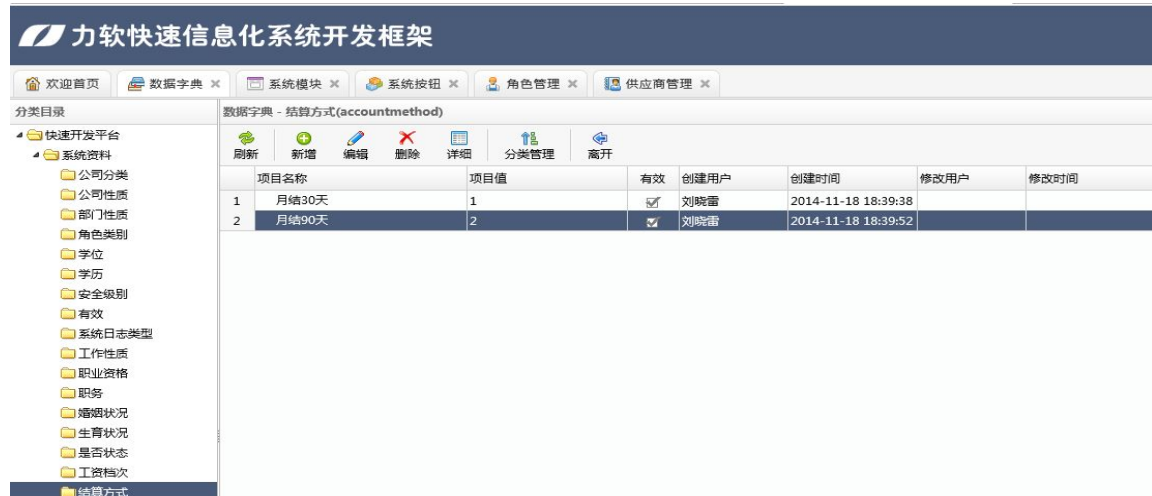 力软快速信息化系统开发框架
欢迎首页 数据字典 系统模块 系统按钮 角色管理 供应商管理
分类目录
快速开发平台
系统资料
公司分类
公司性质
部门性质
角色类别
学位
学历
安全级别
有效
系统日志类型
工作性质
职业资格
职务
婚姻状况
生育状况
是否状态
工资档次
结算方式
数据字典 - 结算方式(accountmethod)
刷新 新增 编辑 删除 详细 分类管理 离开
项目名称 项目值 有效 创建用户 创建时间 修改用户 修改时间
1 月结30天 1 刘晓雷 2014-11-18 18:39:38
2 月结90天 2 刘晓雷 2014-11-18 18:39:52